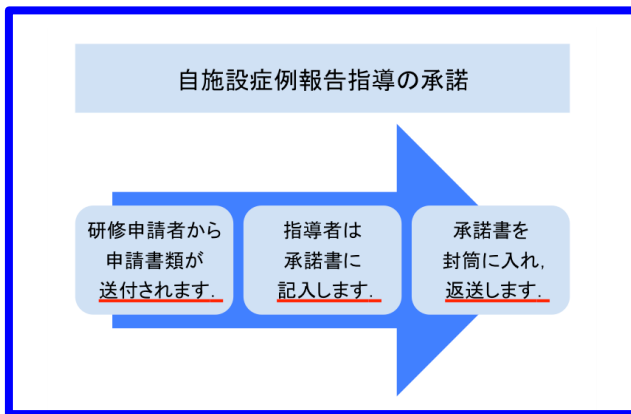 自施設症例報告指導の承諾
研修申請者から
申請書類が
送付されます.
指導者は
承諾書に
記入します.
承諾書を
封筒に入れ,
返送します.